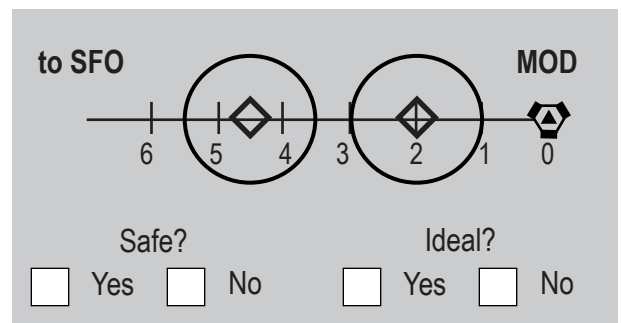 to SFO MOD
6 5 4 3 2 1 0
Safe? Ideal?
Yes No Yes No